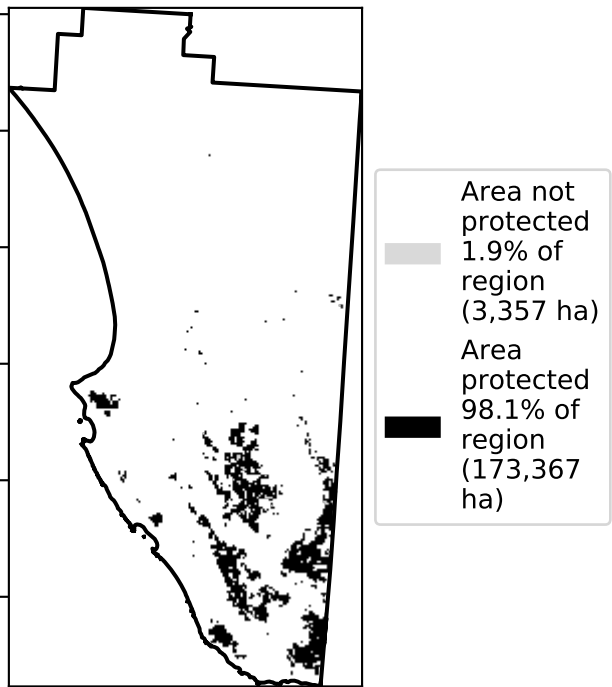 Area not
protected
1.9% of
region
(3,357 ha)
Area
protected
98.1% of
region
(173,367
ha)